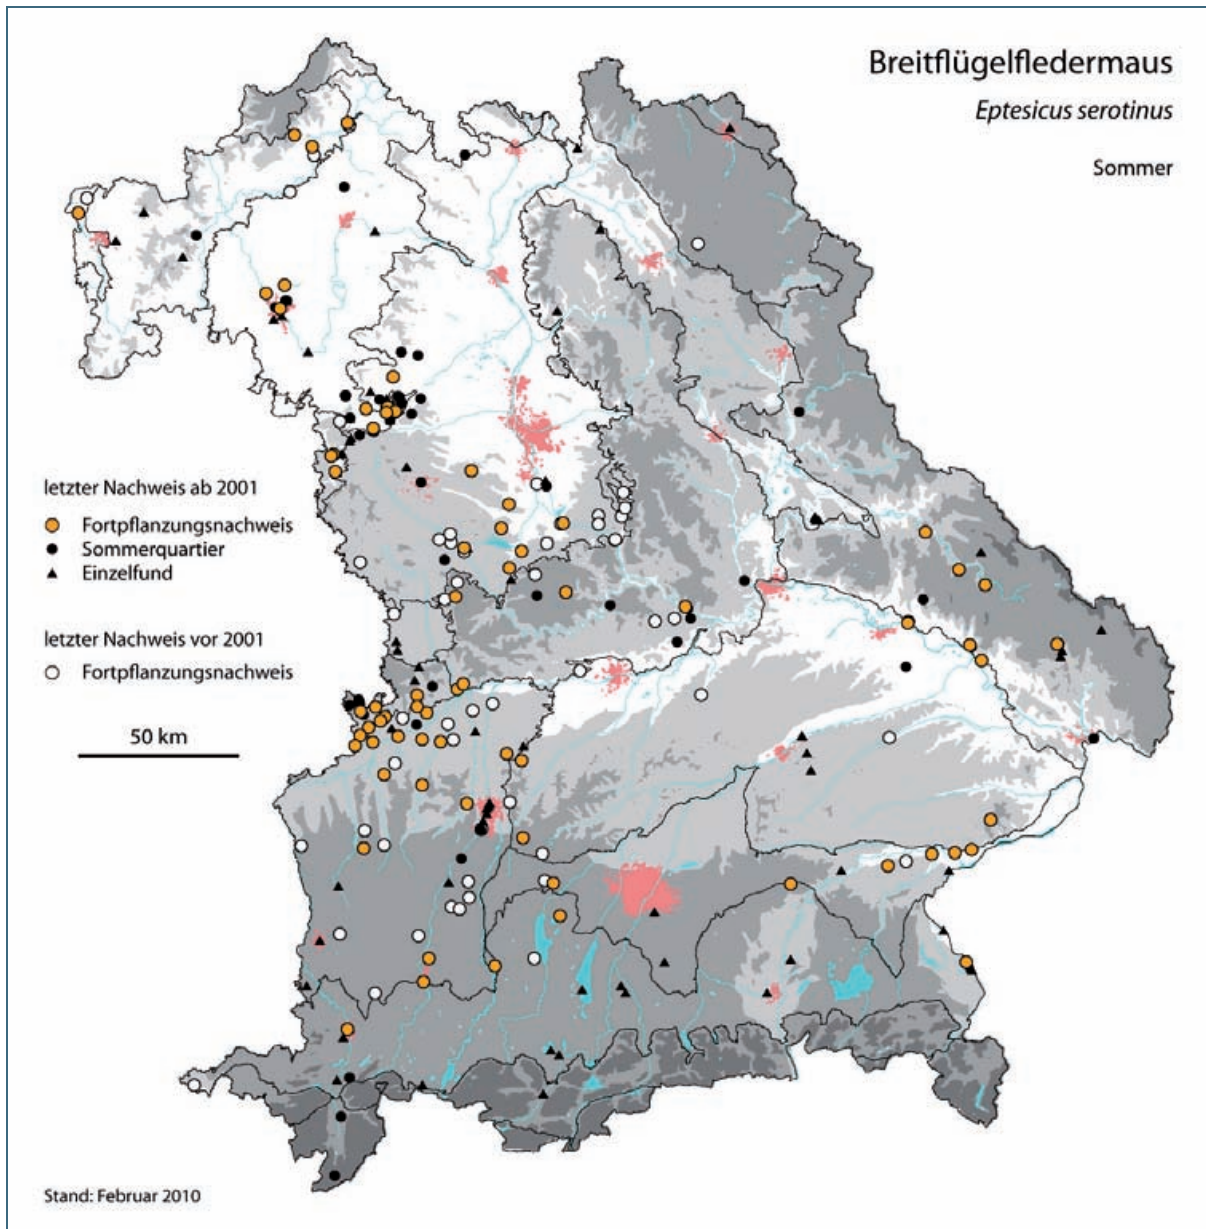 Breitflügelfledermaus
Eptesicus serotinus
Sommer
letzter Nachweis ab 2001
Fortpflanzungsnachweis
Sommerquartier
Einzelfund
letzter Nachweis vor 2001
Fortpflanzungsnachweis
50 km
Stand: Februar 2010